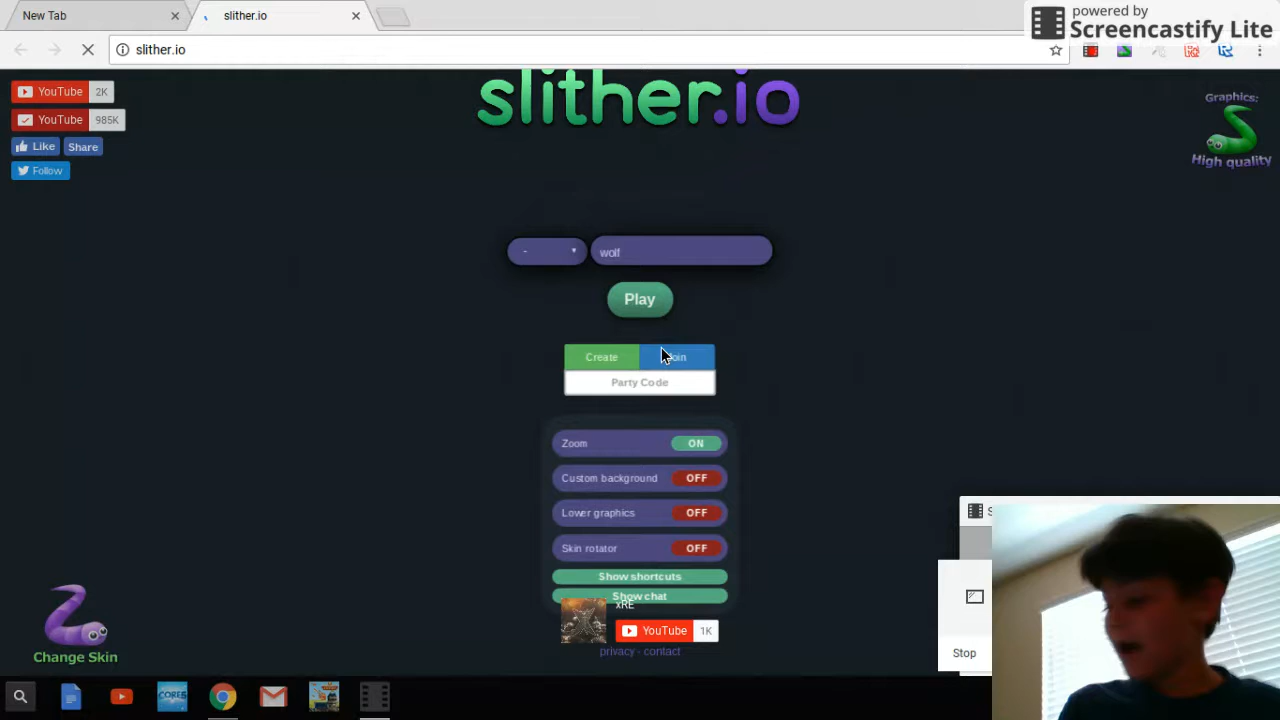 New Tab
slither.io
powered by
Screencastify Lite
slither.io
YouTube 2K
YouTube 985K
Like Share
Follow
slither.io
Graphics:
High quality
-
wolf
Play
Create
Party Code
Zoom ON
Custom background OFF
Lower graphics OFF
Skin rotator OFF
Show shortcuts
Show chat
xRE
YouTube 1K
privacy · contact
Change Skin
Stop